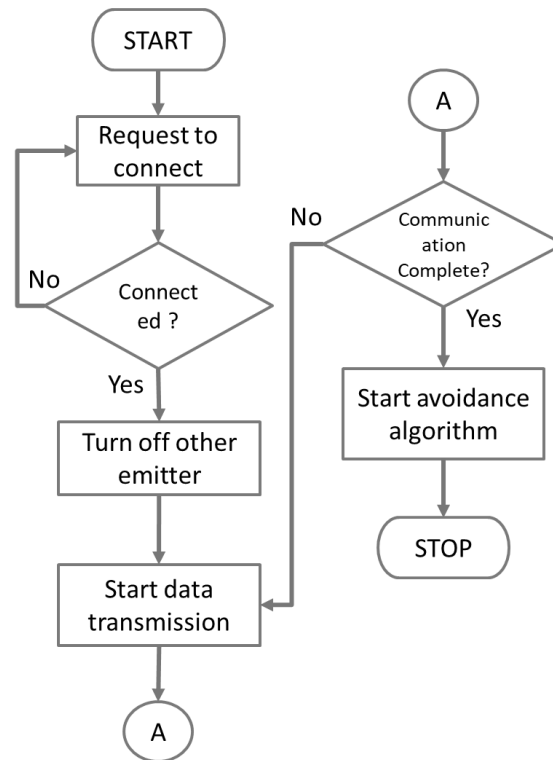 START
Request to
connect
No
Connect
ed ?
Yes
Turn off other
emitter
Start data
transmission
A
A
No
Communic
ation
Complete?
Yes
Start avoidance
algorithm
STOP